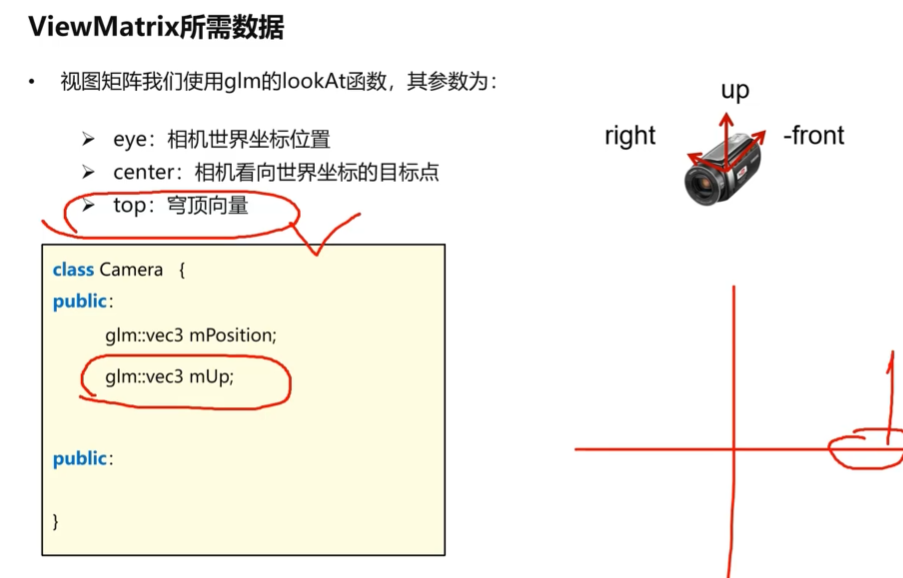 ViewMatrix所需数据
• 视图矩阵我们使用glm的lookAt函数，其参数为：
➢ eye：相机世界坐标位置
➢ center：相机看向世界坐标的目标点
➢ top：穹顶向量
up
right
-front
class Camera {
public:
glm::vec3 mPosition;
glm::vec3 mUp;
public:
}